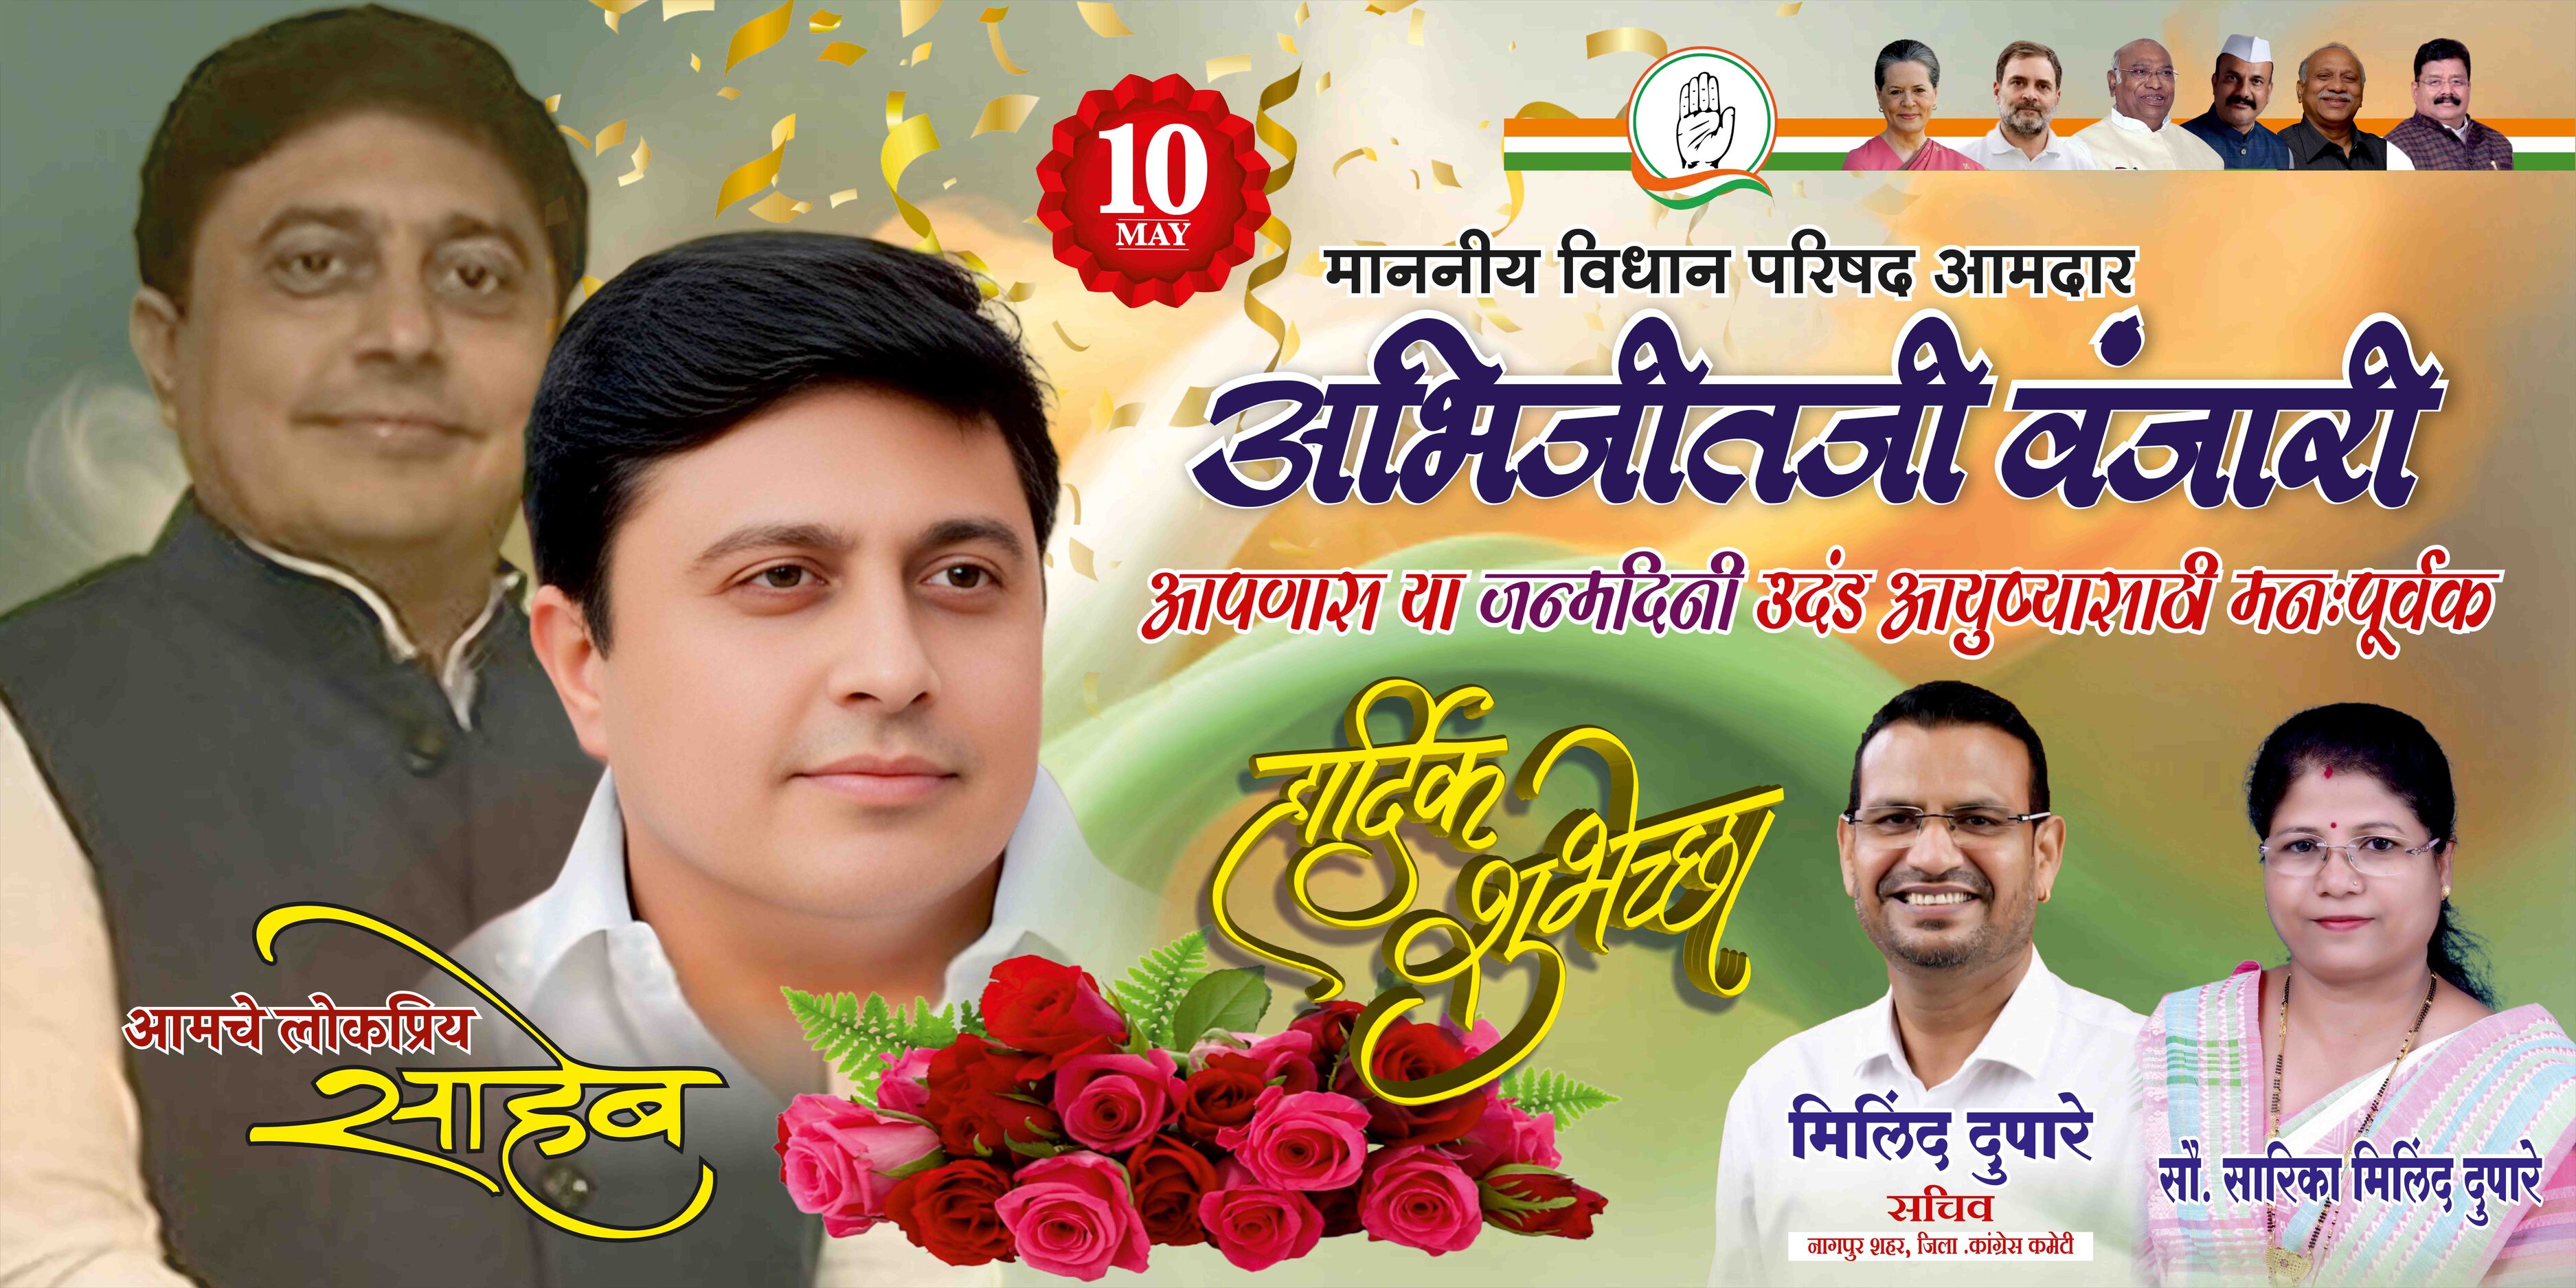 10
MAY
माननीय विधान परिषद आमदार
अभिजीतजी वंजारी
आपणास या जन्मदिनी उदंड आयुष्यासाठी मनःपूर्वक
हार्दिक
शुभेच्छा
आमचे लोकप्रिय
साहेब
मिलिंद दुपारे
सचिव
नागपुर शहर, जिला .कांग्रेस कमेटी
सौ. सारिका मिलिंद दुपारे